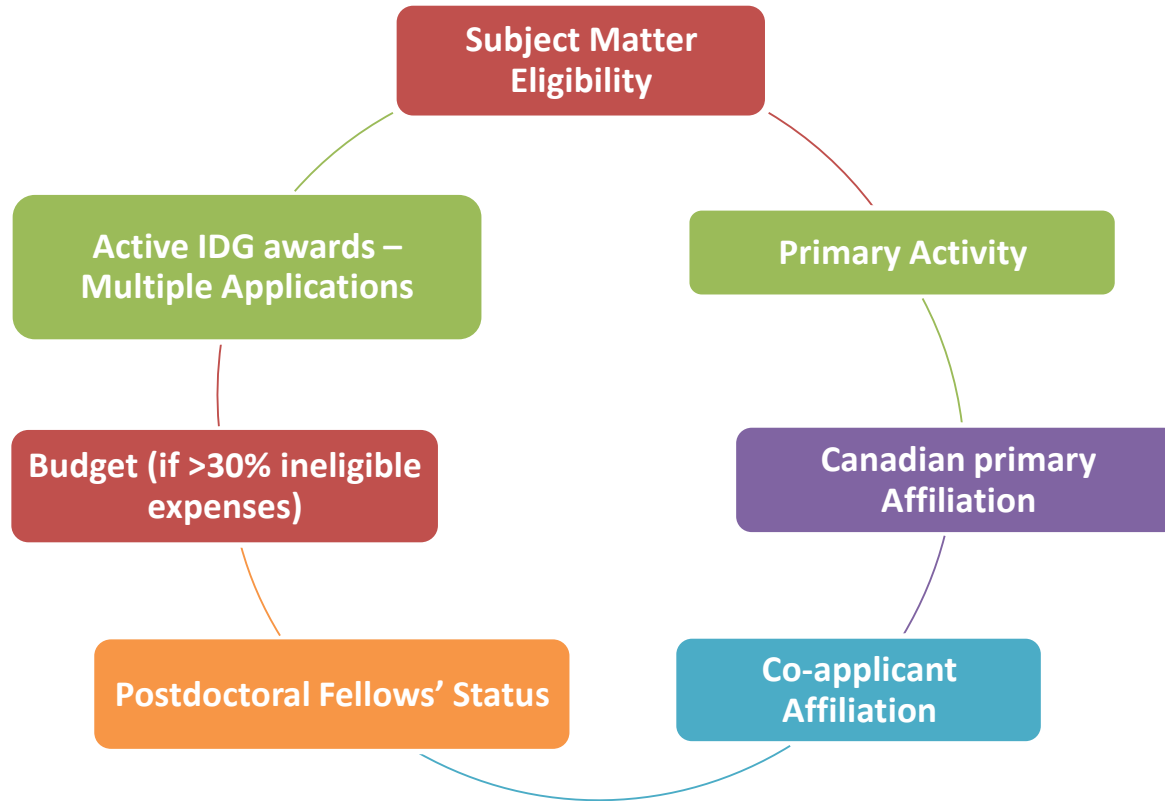 Subject Matter
Eligibility
Primary Activity
Canadian primary
Affiliation
Co-applicant
Affiliation
Postdoctoral Fellows’ Status
Budget (if >30% ineligible
expenses)
Active IDG awards –
Multiple Applications